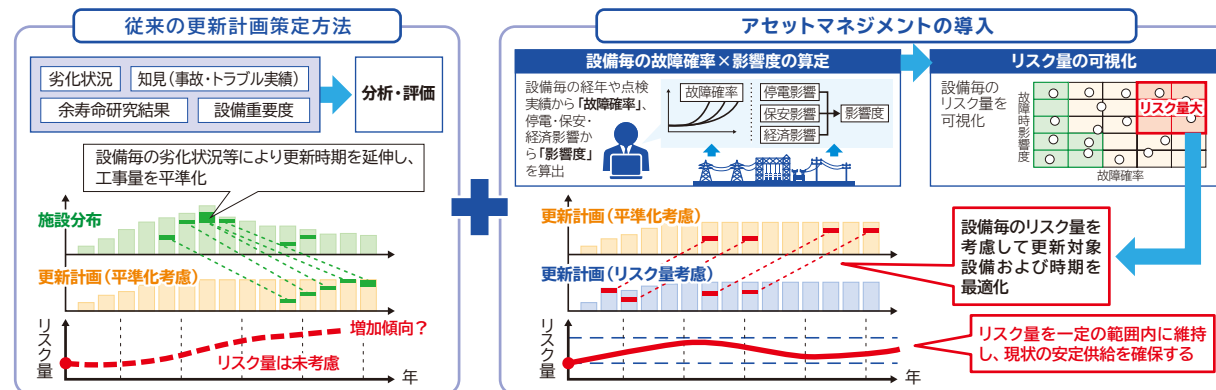 従来の更新計画策定方法
劣化状況
知見(事故・トラブル実績)
余寿命研究結果
設備重要度
分析・評価
設備毎の劣化状況等により更新時期を延伸し、
工事量を平準化
施設分布
更新計画(平準化考慮)
リスク量
増加傾向?
リスク量は未考慮
年
アセットマネジメントの導入
設備毎の故障確率×影響度の算定
設備毎の経年や点検
実績から「故障確率」、
停電・保安・
経済影響か
ら「影響度」
を算出
故障確率
停電影響
保安影響
経済影響
影響度
リスク量の可視化
設備毎の
リスク量を
可視化
故障時影響度
リスク量大
故障確率
更新計画(平準化考慮)
更新計画(リスク量考慮)
設備毎のリスク量を
考慮して更新対象
設備および時期を
最適化
リスク量
年
リスク量を一定の範囲内に維持
し、現状の安定供給を確保する